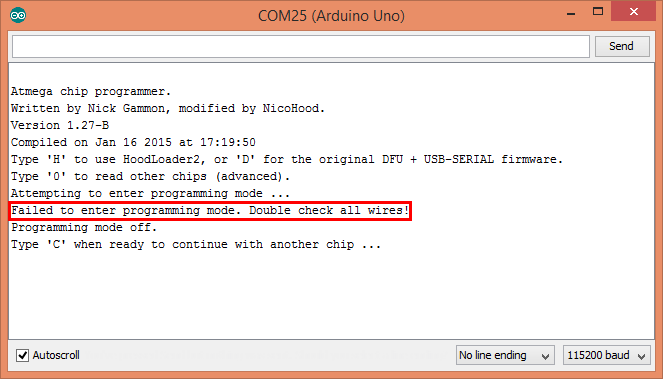 COM25 (Arduino Uno)
Send
Atmega chip programmer.
Written by Nick Gammon, modified by NicoHood.
Version 1.27-B
Compiled on Jan 16 2015 at 17:19:50
Type 'H' to use HoodLoader2, or 'D' for the original DFU + USB-SERIAL firmware.
Type '0' to read other chips (advanced).
Attempting to enter programming mode ...
Failed to enter programming mode. Double check all wires!
Programming mode off.
Type 'C' when ready to continue with another chip ...
Autoscroll
No line ending
115200 baud